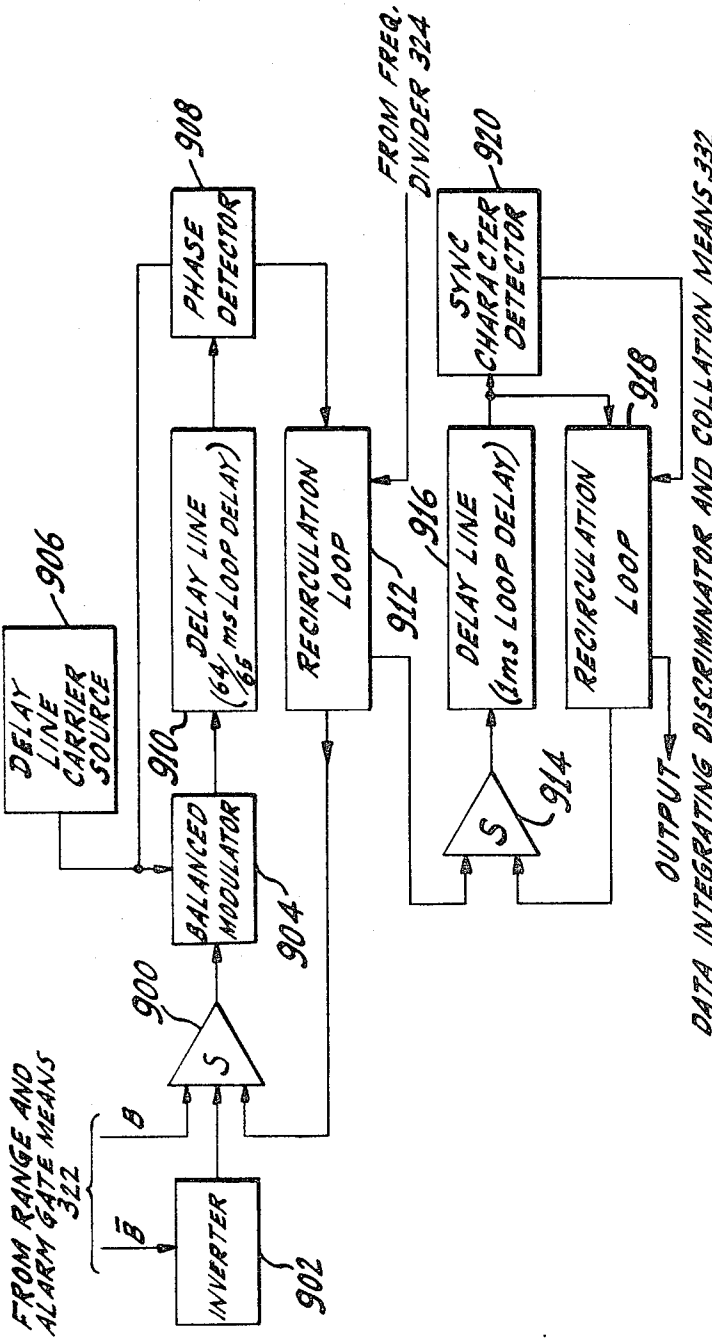 FROM RANGE AND
ALARM GATE MEANS
322
B̅
B
INVERTER
902
S
900
BALANCED
MODULATOR
904
DELAY
LINE
CARRIER
SOURCE
906
DELAY LINE
(64/65 ms LOOP DELAY)
910
PHASE
DETECTOR
908
RECIRCULATION
LOOP
912
FROM FREQ.
DIVIDER 324
S
914
DELAY LINE
(1ms LOOP DELAY)
916
SYNC
CHARACTER
DETECTOR
920
RECIRCULATION
LOOP
918
OUTPUT
DATA INTEGRATING DISCRIMINATOR AND COLLATION MEANS 332